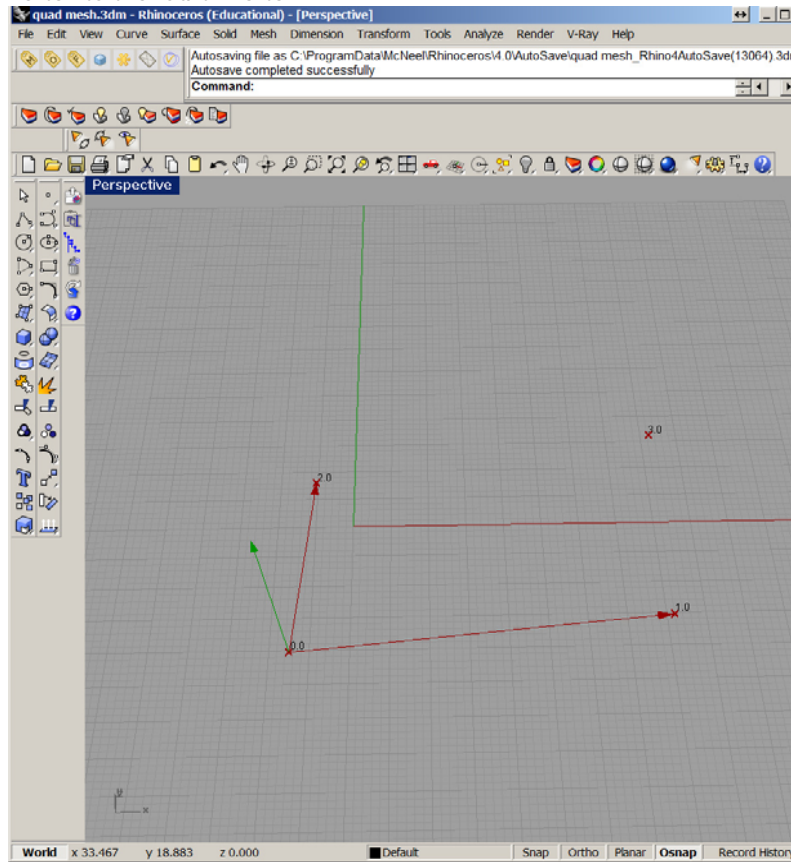 quad mesh.3dm - Rhinoceros (Educational) - [Perspective]
File Edit View Curve Surface Solid Mesh Dimension Transform Tools Analyze Render V-Ray Help
Autosaving file as C:\ProgramData\McNeel\Rhinoceros\4.0\AutoSave\quad mesh_Rhino4AutoSave(13064).3d
Autosave completed successfully
Command:
Perspective
3.0
2.0
1.0
0.0
y
x
World x 33.467 y 18.883 z 0.000 Default Snap Ortho Planar Osnap Record History